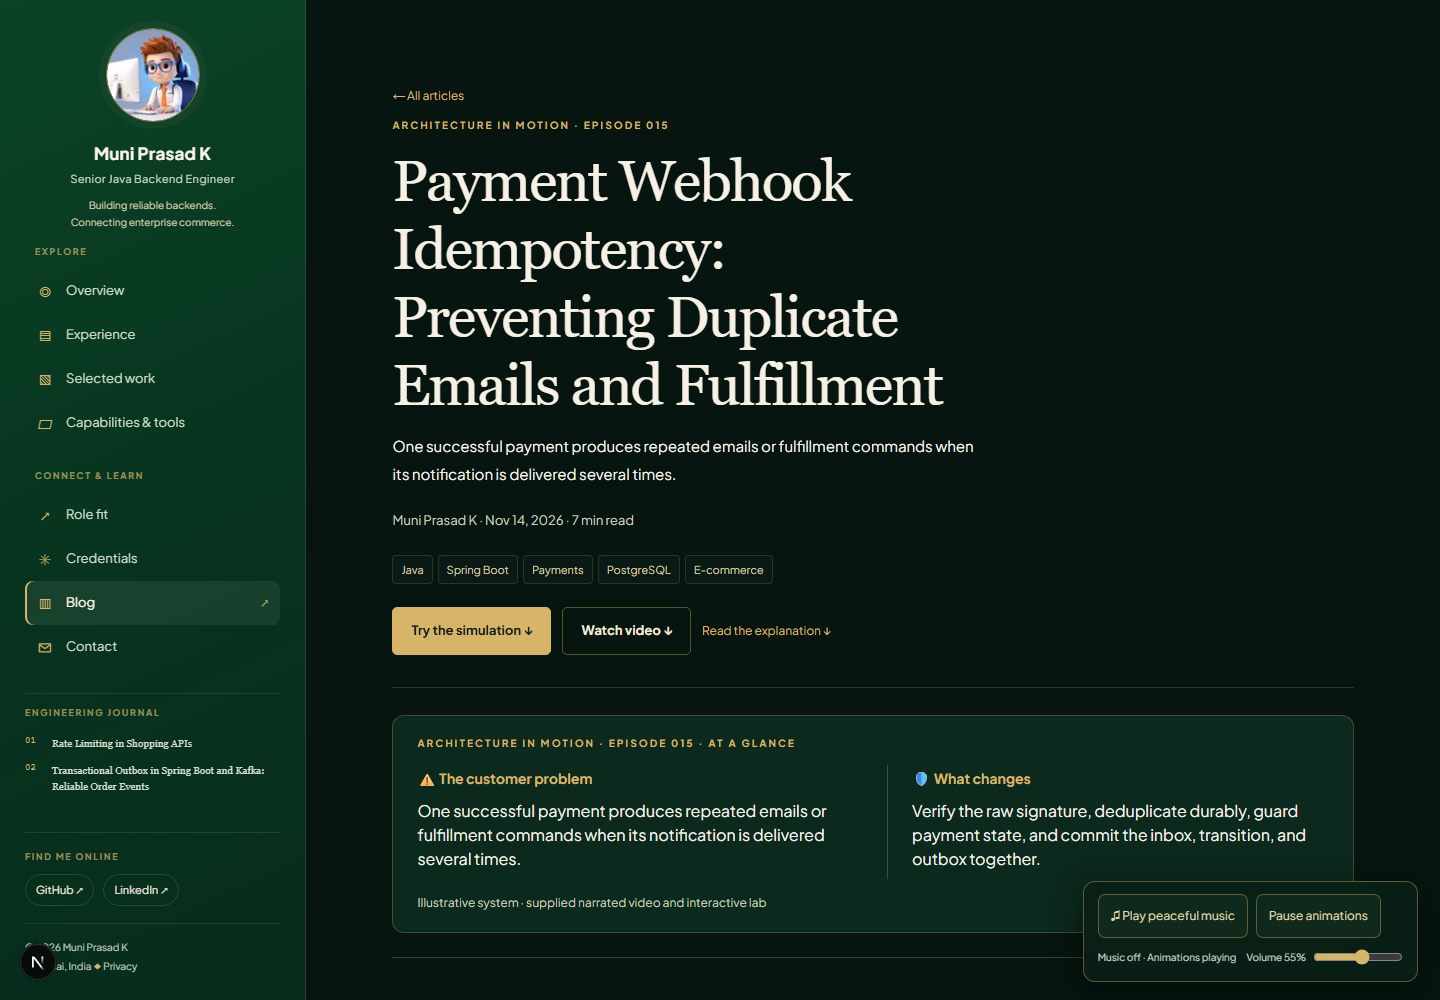 Muni Prasad K
Senior Java Backend Engineer
Building reliable backends.
Connecting enterprise commerce.
EXPLORE
Overview
Experience
Selected work
Capabilities & tools
CONNECT & LEARN
↗ Role fit
Credentials
Blog ↗
Contact
ENGINEERING JOURNAL
01 Rate Limiting in Shopping APIs
02 Transactional Outbox in Spring Boot and Kafka:
Reliable Order Events
FIND ME ONLINE
GitHub ↗ LinkedIn ↗
26 Muni Prasad K
ai, India ◆ Privacy
N
← All articles
ARCHITECTURE IN MOTION · EPISODE 015
Payment Webhook
Idempotency:
Preventing Duplicate
Emails and Fulfillment
One successful payment produces repeated emails or fulfillment commands when
its notification is delivered several times.
Muni Prasad K · Nov 14, 2026 · 7 min read
Java Spring Boot Payments PostgreSQL E-commerce
Try the simulation ↓ Watch video ↓ Read the explanation ↓
ARCHITECTURE IN MOTION · EPISODE 015 · AT A GLANCE
⚠️ The customer problem
One successful payment produces repeated emails or
fulfillment commands when its notification is delivered
several times.
🛡️ What changes
Verify the raw signature, deduplicate durably, guard
payment state, and commit the inbox, transition, and
outbox together.
Illustrative system · supplied narrated video and interactive lab
♫ Play peaceful music Pause animations
Music off · Animations playing Volume 55%